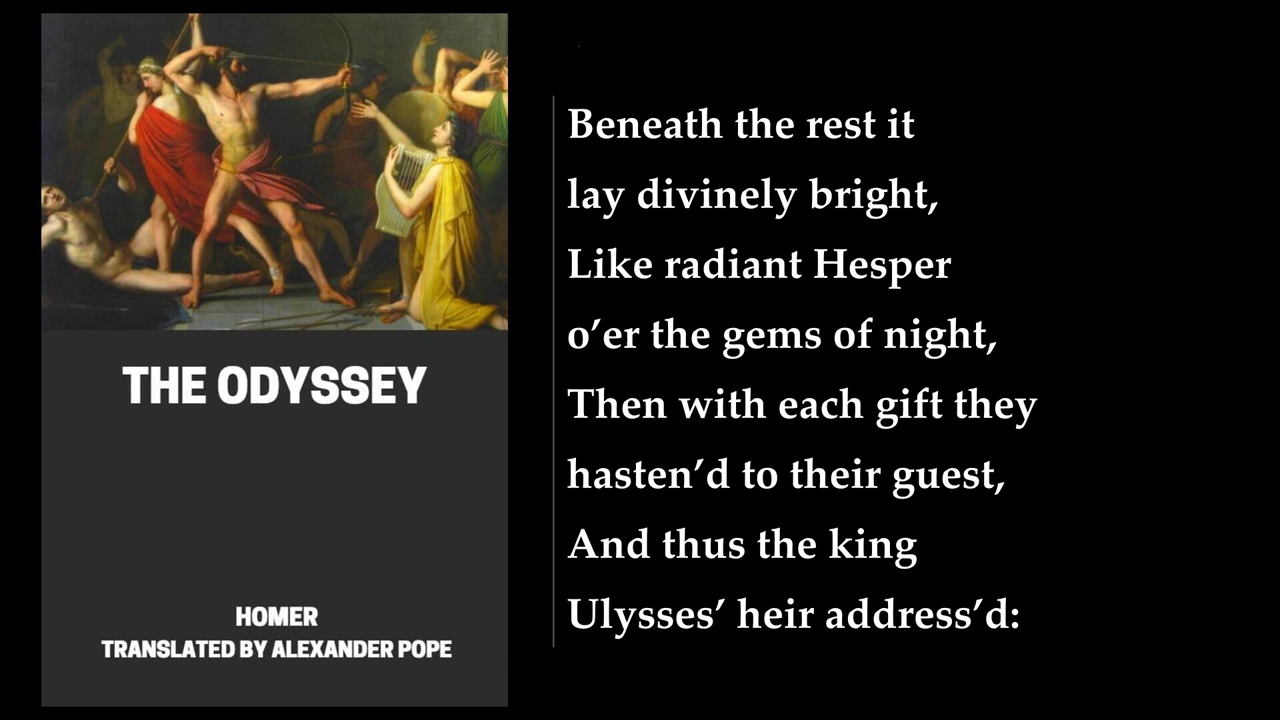 THE ODYSSEY
HOMER
TRANSLATED BY ALEXANDER POPE
Beneath the rest it
lay divinely bright,
Like radiant Hesper
o’er the gems of night,
Then with each gift they
hasten’d to their guest,
And thus the king
Ulysses’ heir address’d: